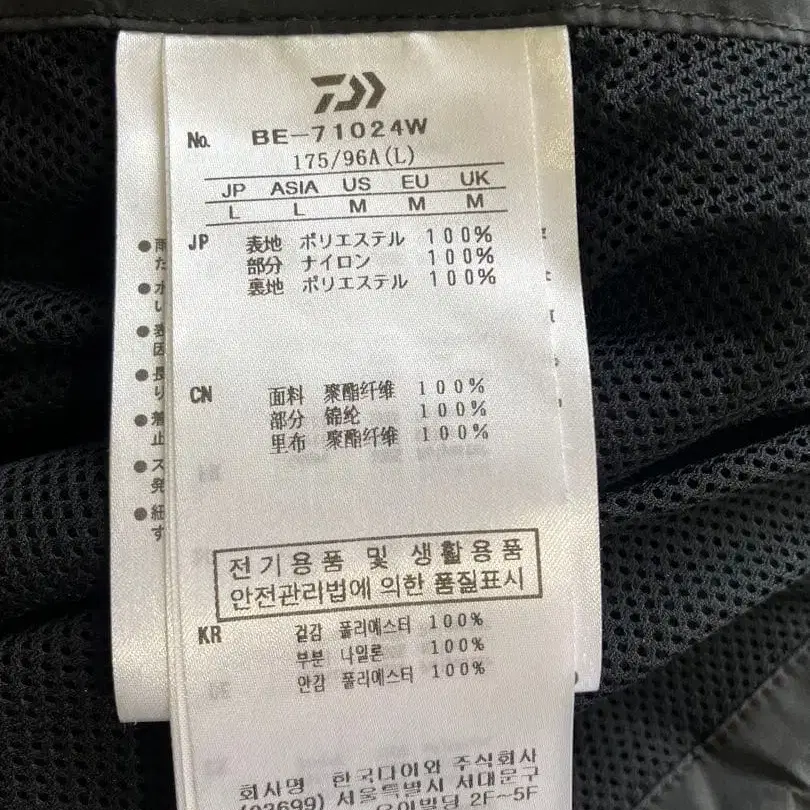 No. BE-71024W
175/96A(L)
JP ASIA US EU UK
L L M M M
JP 表地 ポリエステル 100%
部分 ナイロン 100%
裏地 ポリエステル 100%
CN 面料 聚酯纤维 100%
部分 锦纶 100%
里布 聚酯纤维 100%
전기용품 및 생활용품
안전관리법에 의한 품질표시
KR 겉감 폴리에스터 100%
부분 나일론 100%
안감 폴리에스터 100%
회사명 한국다이와 주식회사
(03699) 서울특별시 서대문구
2F~5F